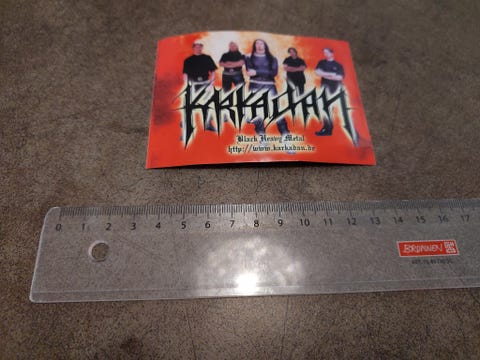 KARKADAN
Black Heavy Metal
http://www.karkadan.de
0 1 2 3 4 5 6 7 8 9 10 11 12 13 14 15 16 17
BRUNNEN